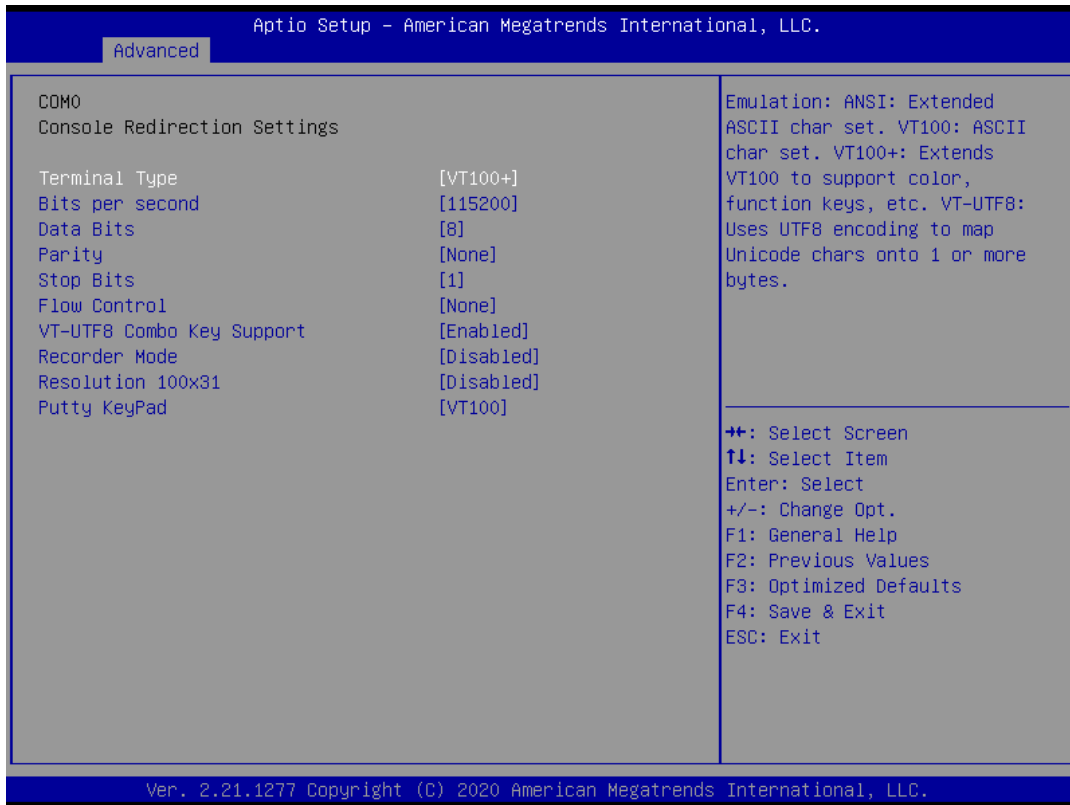 Aptio Setup – American Megatrends International, LLC.
Advanced
COM0
Console Redirection Settings
Terminal Type [VT100+]
Bits per second [115200]
Data Bits [8]
Parity [None]
Stop Bits [1]
Flow Control [None]
VT-UTF8 Combo Key Support [Enabled]
Recorder Mode [Disabled]
Resolution 100x31 [Disabled]
Putty KeyPad [VT100]
Emulation: ANSI: Extended
ASCII char set. VT100: ASCII
char set. VT100+: Extends
VT100 to support color,
function keys, etc. VT-UTF8:
Uses UTF8 encoding to map
Unicode chars onto 1 or more
bytes.
→←: Select Screen
↑↓: Select Item
Enter: Select
+/-: Change Opt.
F1: General Help
F2: Previous Values
F3: Optimized Defaults
F4: Save & Exit
ESC: Exit
Ver. 2.21.1277 Copyright (C) 2020 American Megatrends International, LLC.